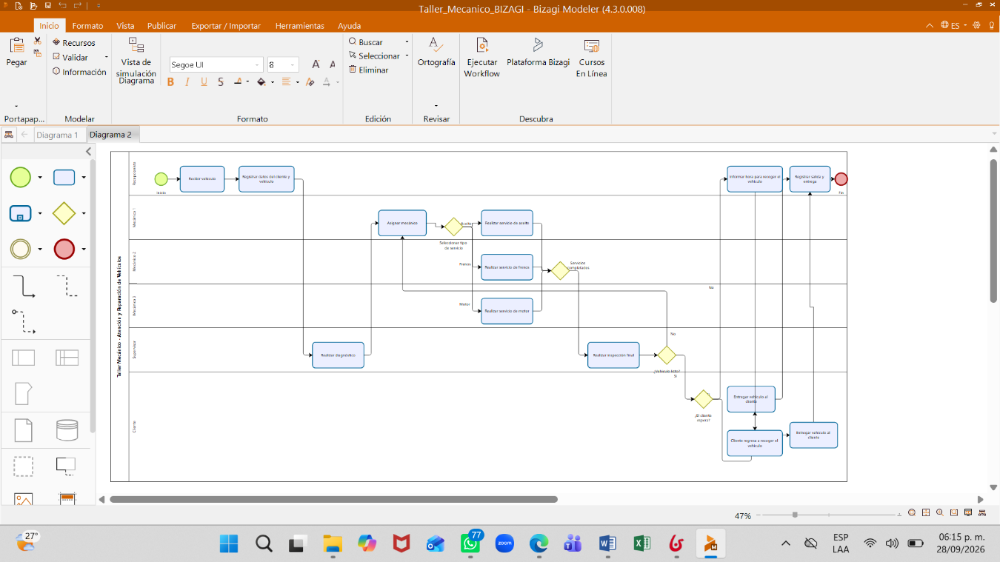 Taller_Mecanico_BIZAGI - Bizagi Modeler (4.3.0.008)
Inicio
Formato
Vista
Publicar
Exportar / Importar
Herramientas
Ayuda
ES
Pegar
Portapap...
Recursos
Validar
Información
Modelar
Vista de
simulación
Diagrama
Segoe UI
8
B I U S
Formato
Buscar
Seleccionar
Eliminar
Edición
Ortografía
Revisar
Ejecutar
Workflow
Plataforma Bizagi
Cursos
En Línea
Descubra
Diagrama 1
Diagrama 2
Taller Mecánico - Atención y Reparación de Vehículos
Recepcionista
Inicio
Recibir vehículo
Registrar datos del cliente y
vehículo
Informar hora para recoger el
vehículo
Registrar salida y
entrega
Fin
Mecánico 1
Asignar mecánico
Seleccionar tipo
de servicio
Aceite
Realizar servicio de aceite
Mecánico 2
Frenos
Realizar servicio de frenos
Servicios
completados
Mecánico 3
Motor
Realizar servicio de motor
No
Supervisor
Realizar diagnóstico
Realizar inspección final
No
¿Vehículo listo?
Si
Cliente
¿El cliente
espera?
Entregar vehículo al
cliente
Cliente regresa a recoger el
vehículo
Entregar vehículo al
cliente
47%
27°
77
zoom
ESP
LAA
06:15 p. m.
28/09/2026